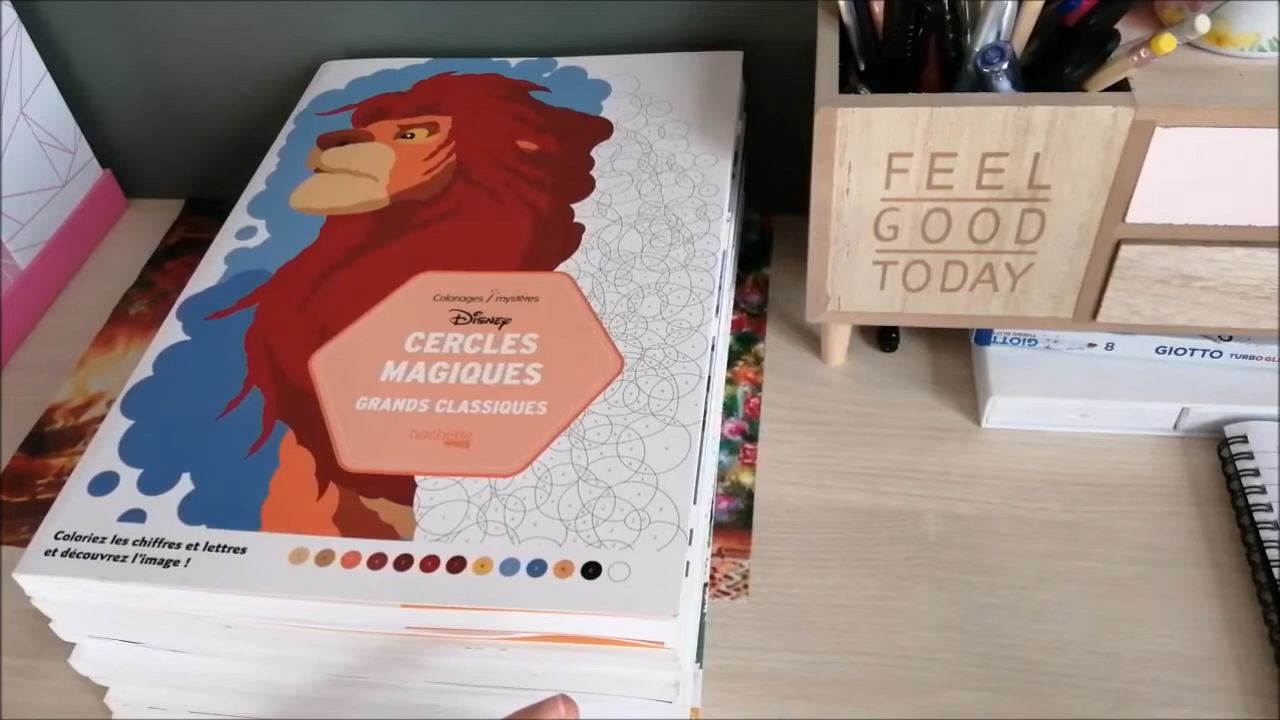 Coloriages mystères
Disney
CERCLES
MAGIQUES
GRANDS CLASSIQUES
hachette
Coloriez les chiffres et lettres
et découvrez l'image !
FEEL
GOOD
TODAY
GIOTTO
8
GIOTTO